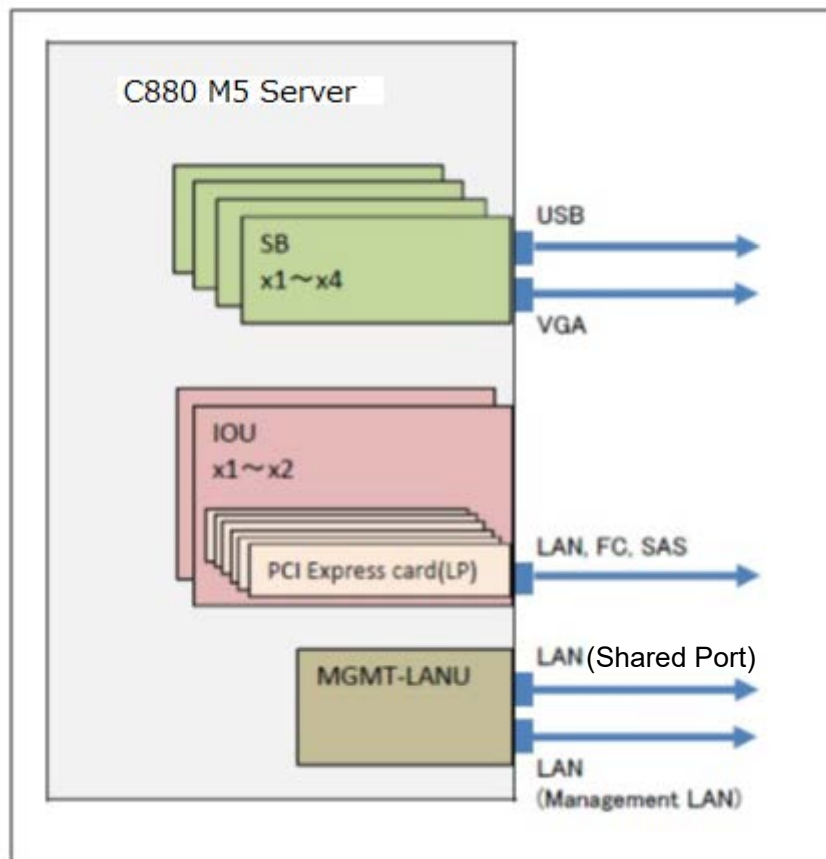 C880 M5 Server
USB
SB
x1～x4
VGA
IOU
x1～x2
LAN, FC, SAS
PCI Express card(LP)
LAN (Shared Port)
MGMT-LANU
LAN
(Management LAN)